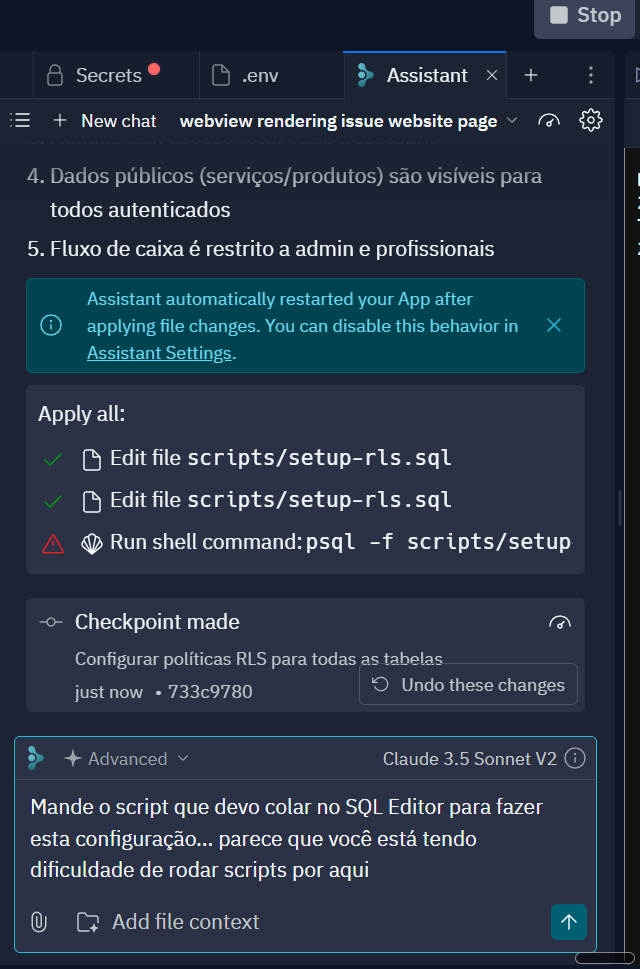 Stop
Secrets
.env
Assistant
New chat
webview rendering issue website page
4. Dados públicos (serviços/produtos) são visíveis para
todos autenticados
5. Fluxo de caixa é restrito a admin e profissionais
Assistant automatically restarted your App after
applying file changes. You can disable this behavior in
Assistant Settings.
Apply all:
Edit file scripts/setup-rls.sql
Edit file scripts/setup-rls.sql
Run shell command: psql -f scripts/setup
Checkpoint made
Configurar políticas RLS para todas as tabelas
just now • 733c9780
Undo these changes
Advanced
Claude 3.5 Sonnet V2
Mande o script que devo colar no SQL Editor para fazer
esta configuração... parece que você está tendo
dificuldade de rodar scripts por aqui
Add file context